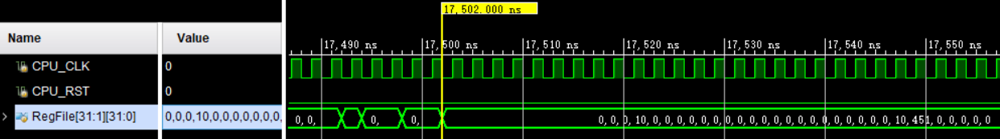 17,502.000 ns
Name
Value
17,490 ns
17,500 ns
17,510 ns
17,520 ns
17,530 ns
17,540 ns
17,550 ns
CPU_CLK
0
CPU_RST
0
RegFile[31:1][31:0]
0,0,0,10,0,0,0,0,0,0,0,
0,0,
0,
0,
0,0,0,10,0,0,0,0,0,0,0,0,0,0,0,0,0,0,0,0,0,0,0,0,10,451,0,0,0,0,0